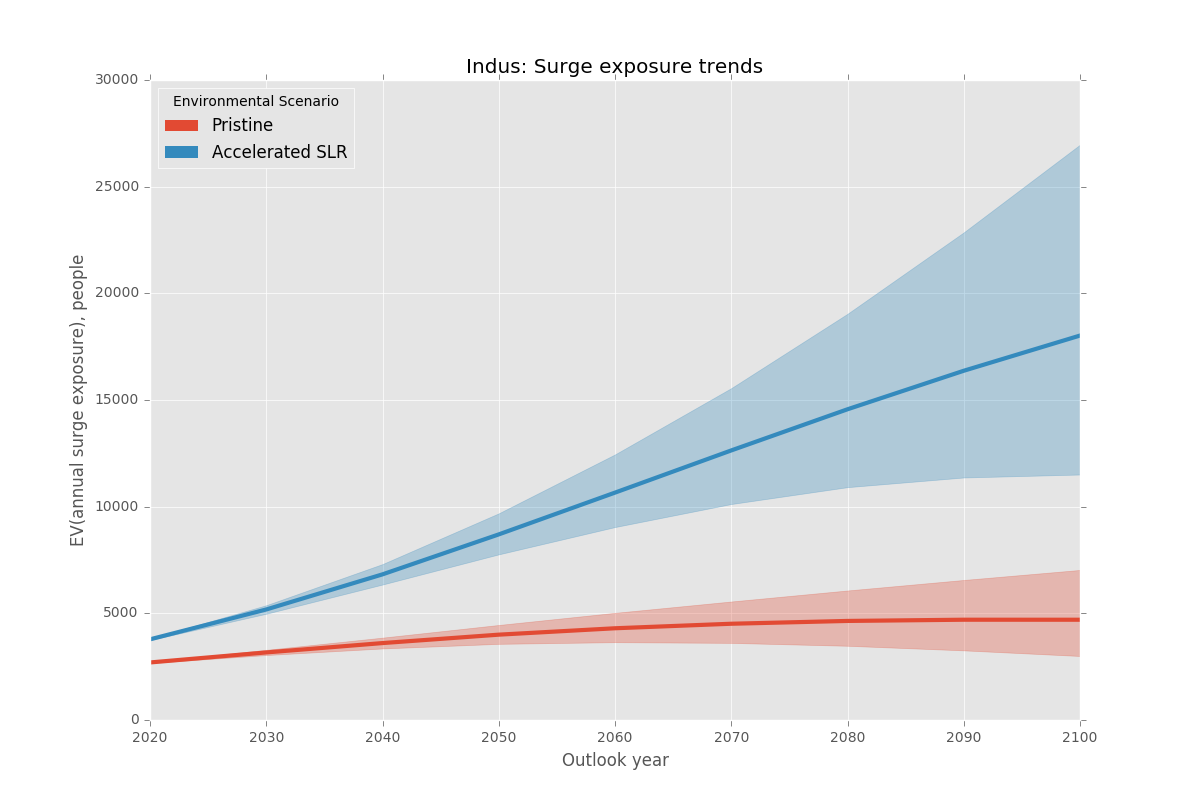 Indus: Surge exposure trends
Environmental Scenario
Pristine
Accelerated SLR
EV(annual surge exposure), people
30000
25000
20000
15000
10000
5000
0
2020 2030 2040 2050 2060 2070 2080 2090 2100
Outlook year